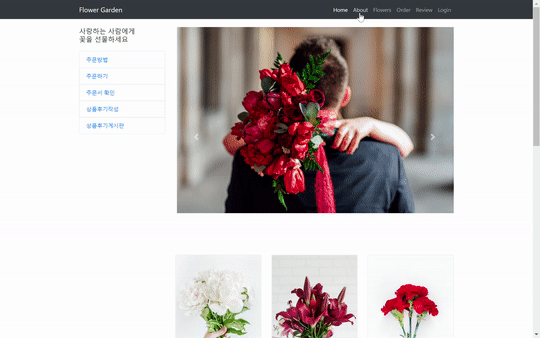 Flower Garden
Home About Flowers Order Review Login
사랑하는 사람에게
꽃을 선물하세요
주문방법
주문하기
주문서 확인
상품후기작성
상품후기게시판